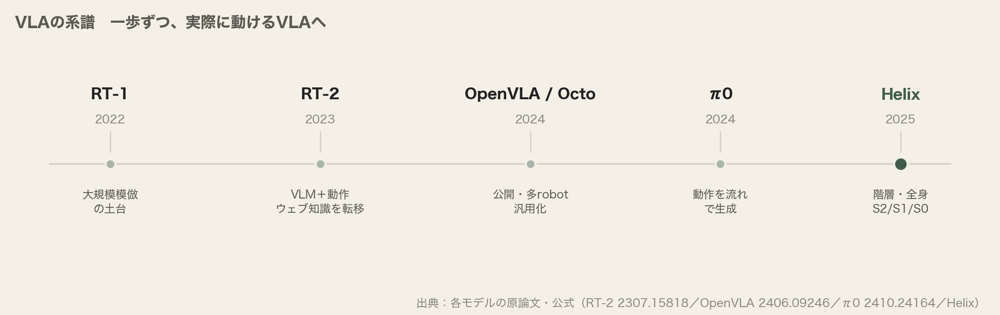 VLAの系譜　一歩ずつ、実際に動けるVLAへ
RT-1
2022
大規模模倣
の土台
RT-2
2023
VLM＋動作
ウェブ知識を転移
OpenVLA / Octo
2024
公開・多robot
汎用化
π0
2024
動作を流れ
で生成
Helix
2025
階層・全身
S2/S1/S0
出典：各モデルの原論文・公式（RT-2 2307.15818／OpenVLA 2406.09246／π0 2410.24164／Helix）